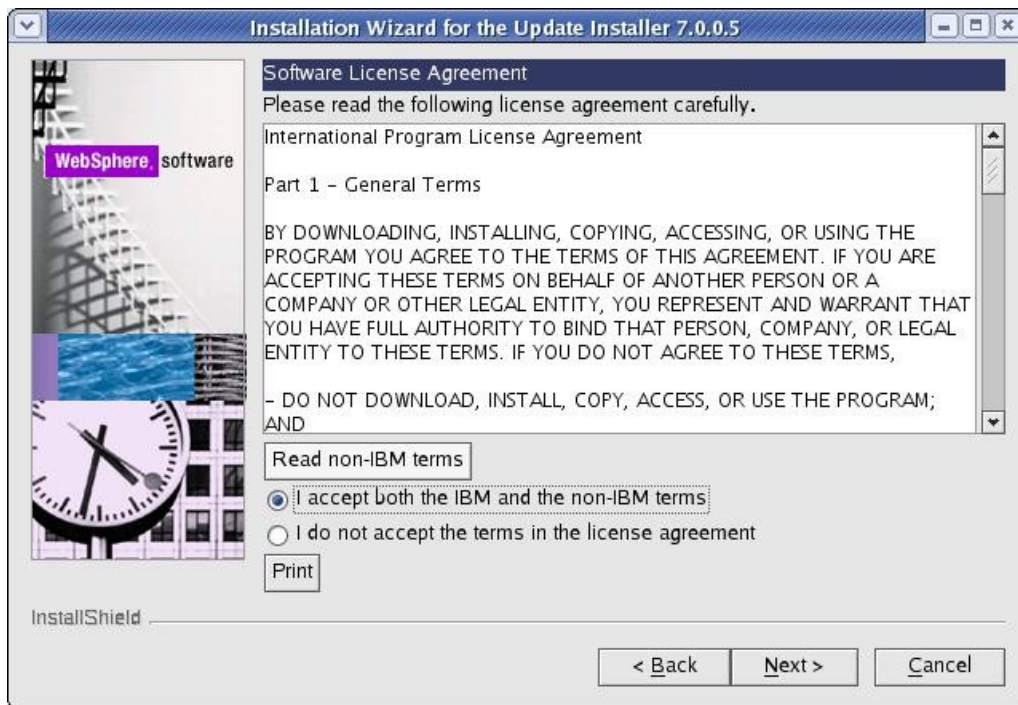 Installation Wizard for the Update Installer 7.0.0.5
WebSphere. software
Software License Agreement
Please read the following license agreement carefully.
International Program License Agreement
Part 1 - General Terms
BY DOWNLOADING, INSTALLING, COPYING, ACCESSING, OR USING THE
PROGRAM YOU AGREE TO THE TERMS OF THIS AGREEMENT. IF YOU ARE
ACCEPTING THESE TERMS ON BEHALF OF ANOTHER PERSON OR A
COMPANY OR OTHER LEGAL ENTITY, YOU REPRESENT AND WARRANT THAT
YOU HAVE FULL AUTHORITY TO BIND THAT PERSON, COMPANY, OR LEGAL
ENTITY TO THESE TERMS. IF YOU DO NOT AGREE TO THESE TERMS,
- DO NOT DOWNLOAD, INSTALL, COPY, ACCESS, OR USE THE PROGRAM;
AND
Read non-IBM terms
I accept both the IBM and the non-IBM terms
I do not accept the terms in the license agreement
Print
InstallShield
< Back
Next >
Cancel